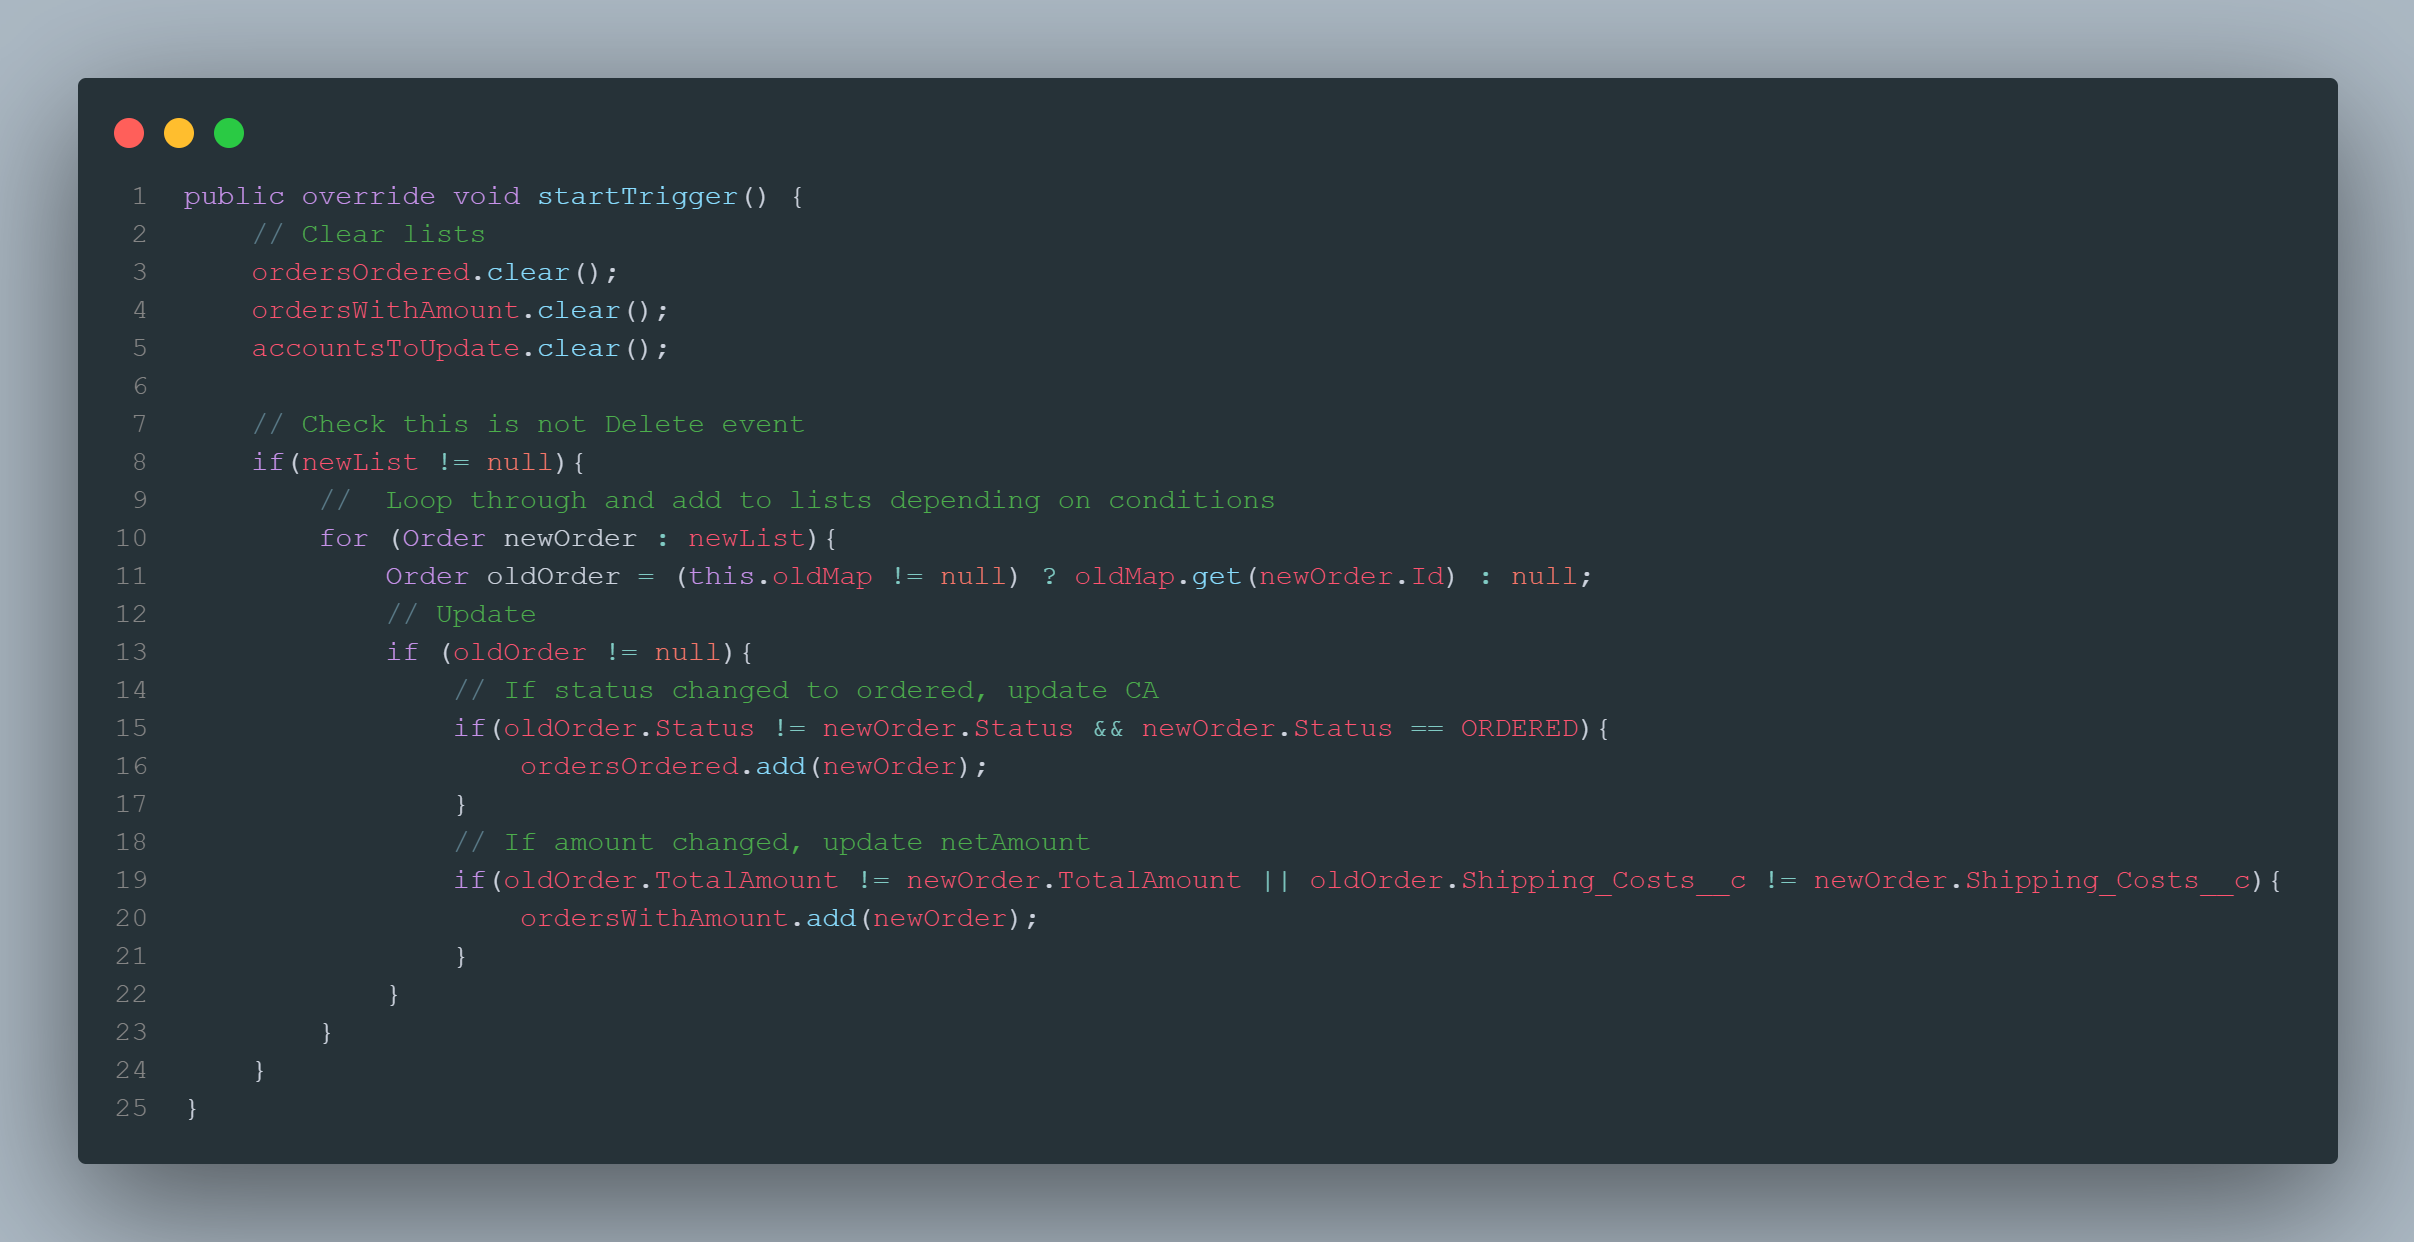 1 public override void startTrigger() {
2     // Clear lists
3     ordersOrdered.clear();
4     ordersWithAmount.clear();
5     accountsToUpdate.clear();
6
7     // Check this is not Delete event
8     if(newList != null){
9         //  Loop through and add to lists depending on conditions
10         for (Order newOrder : newList){
11             Order oldOrder = (this.oldMap != null) ? oldMap.get(newOrder.Id) : null;
12             // Update
13             if (oldOrder != null){
14                 // If status changed to ordered, update CA
15                 if(oldOrder.Status != newOrder.Status && newOrder.Status == ORDERED){
16                     ordersOrdered.add(newOrder);
17                 }
18                 // If amount changed, update netAmount
19                 if(oldOrder.TotalAmount != newOrder.TotalAmount || oldOrder.Shipping_Costs__c != newOrder.Shipping_Costs__c){
20                     ordersWithAmount.add(newOrder);
21                 }
22             }
23         }
24     }
25 }